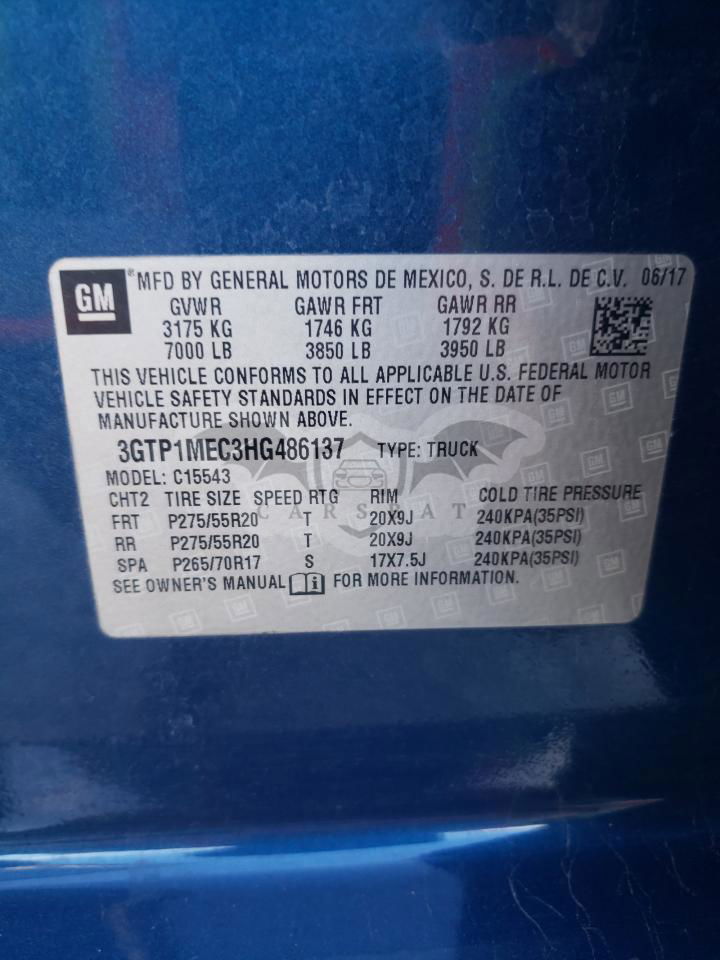 GM ® MFD BY GENERAL MOTORS DE MEXICO, S. DE R.L. DE C.V. 06/17
GVWR GAWR FRT GAWR RR
3175 KG 1746 KG 1792 KG
7000 LB 3850 LB 3950 LB
THIS VEHICLE CONFORMS TO ALL APPLICABLE U.S. FEDERAL MOTOR
VEHICLE SAFETY STANDARDS IN EFFECT ON THE DATE OF
MANUFACTURE SHOWN ABOVE.
3GTP1MEC3HG486137 TYPE: TRUCK
MODEL: C15543
CHT2 TIRE SIZE SPEED RTG RIM COLD TIRE PRESSURE
CARSBAT
FRT P275/55R20 T 20X9J 240KPA(35PSI)
RR P275/55R20 T 20X9J 240KPA(35PSI)
SPA P265/70R17 S 17X7.5J 240KPA(35PSI)
SEE OWNER'S MANUAL i FOR MORE INFORMATION.